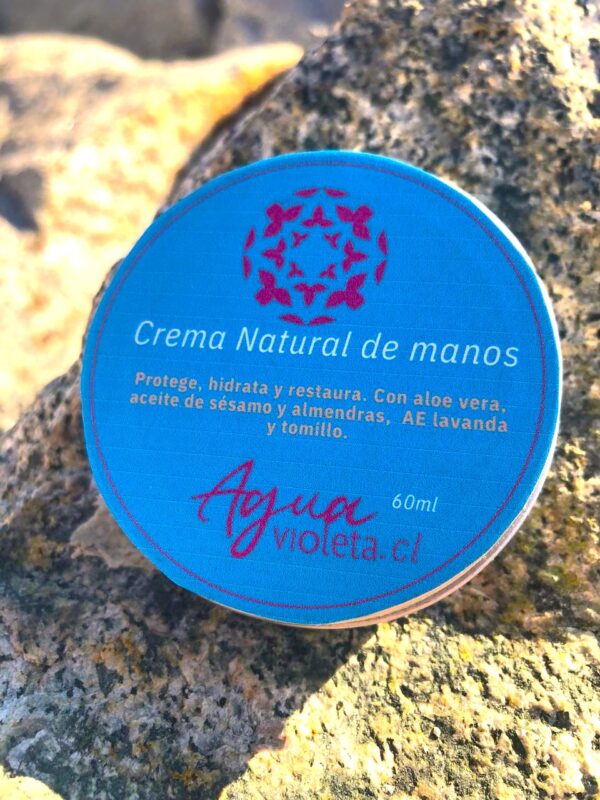 Crema Natural de manos
Protege, hidrata y restaura. Con aloe vera,
aceite de sésamo y almendras, AE lavanda
y tomillo.
Agua 60ml
violeta.cl